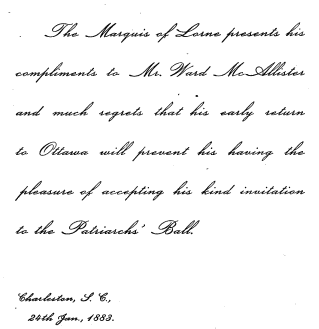 The Marquis of Lorne presents his
compliments to Mr. Ward McAllister
and much regrets that his early return
to Ottawa will prevent his having the
pleasure of accepting his kind invitation
to the Patriarchs' Ball.
Charleston, S. C.,
24th Jan., 1883.